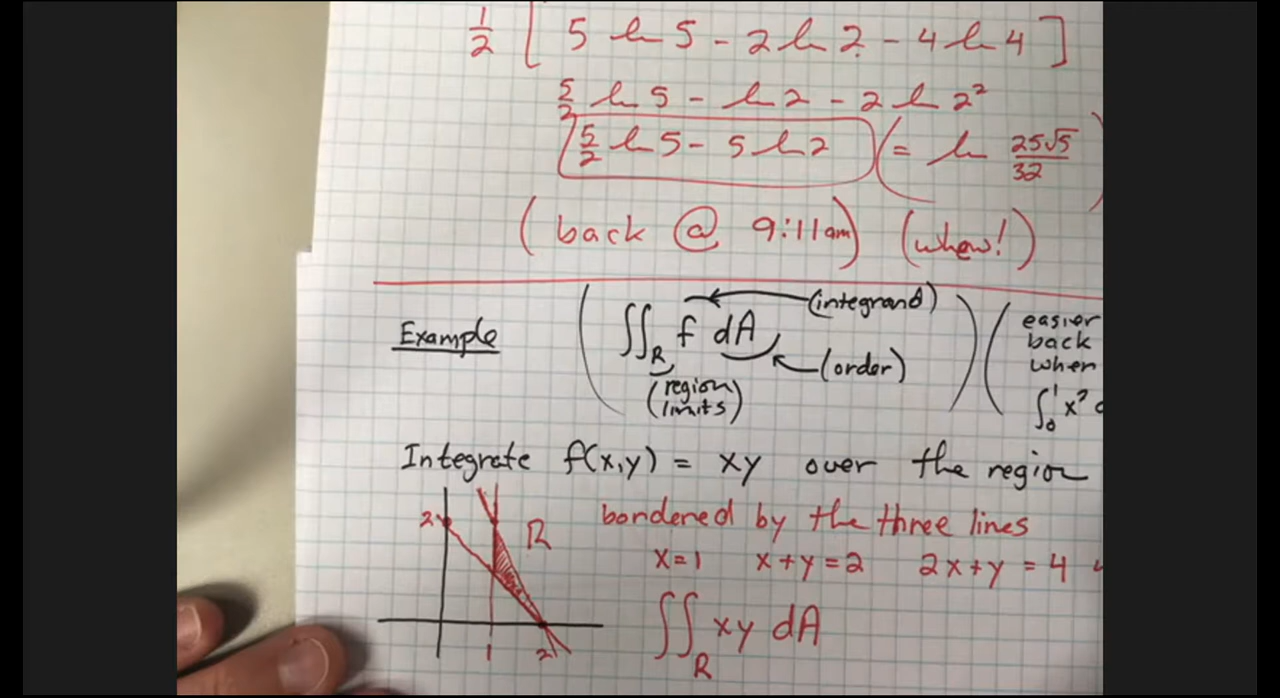 1/2 [ 5 ln 5 - 2 ln 2 - 4 ln 4 ]
5/2 ln 5 - ln 2 - 2 ln 2²
5/2 ln 5 - 5 ln 2 (= ln 25√5/32)
(back @ 9:11am) (whew!)
Example ( ∬_R f dA ) (
(integrand)
(order)
(region limits)
easier
back
when
∫₀¹ x²
Integrate f(x,y) = xy over the region
bordered by the three lines
x=1 x+y=2 2x+y=4
2 R
∬_R xy dA
1 2